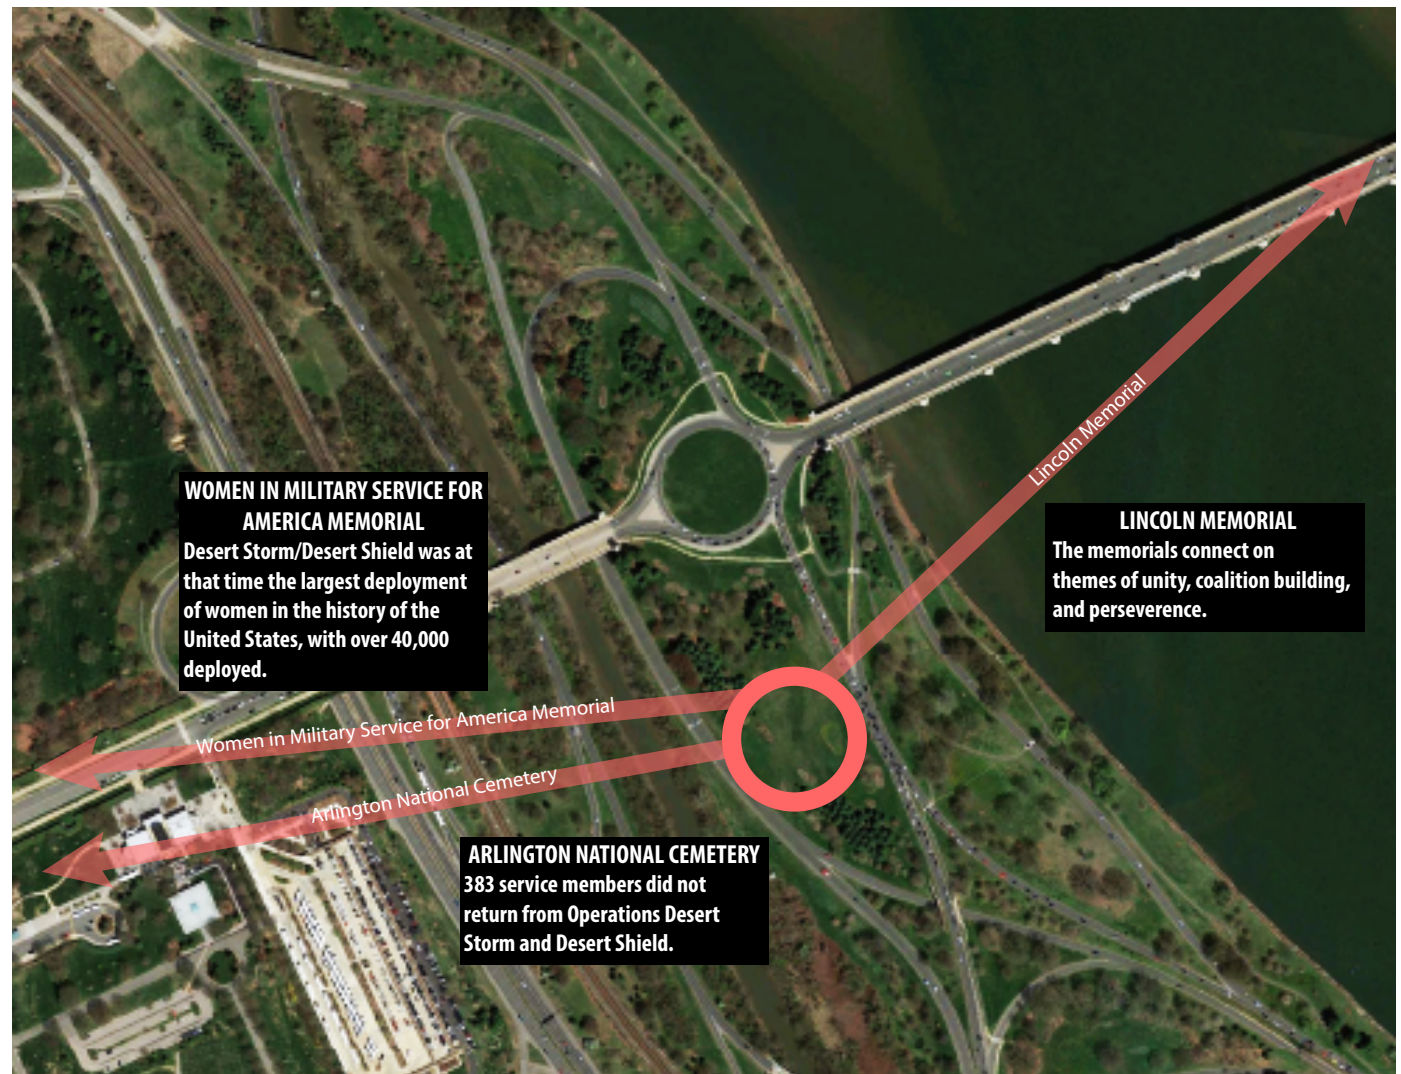 WOMEN IN MILITARY SERVICE FOR
AMERICA MEMORIAL
Desert Storm/Desert Shield was at
that time the largest deployment
of women in the history of the
United States, with over 40,000
deployed.
Lincoln Memorial
LINCOLN MEMORIAL
The memorials connect on
themes of unity, coalition building,
and perseverence.
Women in Military Service for America Memorial
Arlington National Cemetery
ARLINGTON NATIONAL CEMETERY
383 service members did not
return from Operations Desert
Storm and Desert Shield.